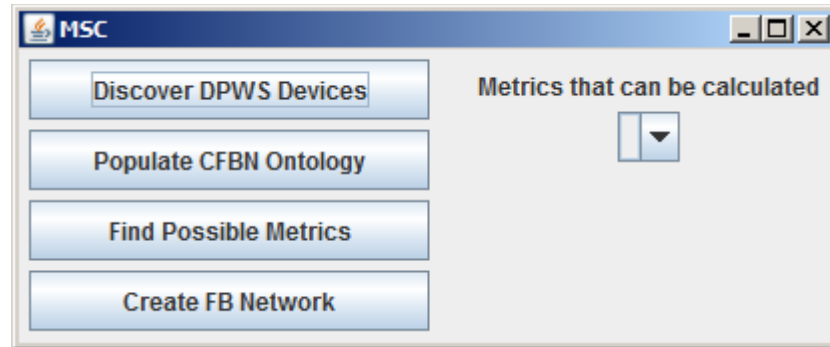 MSC
Discover DPWS Devices
Populate CFBN Ontology
Find Possible Metrics
Create FB Network
Metrics that can be calculated